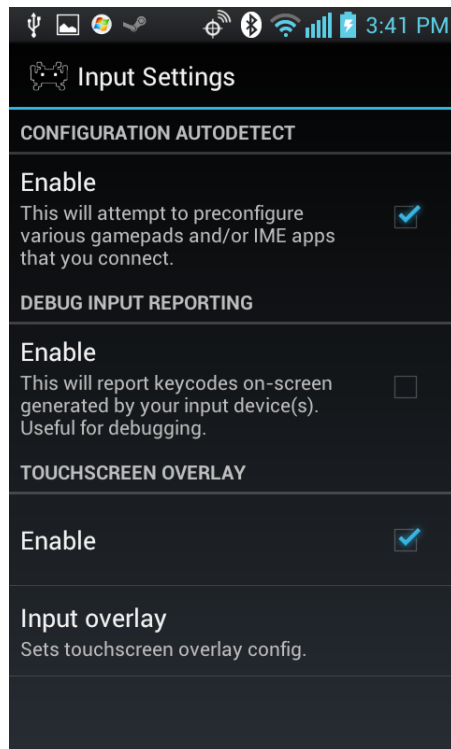 3:41 PM
Input Settings
CONFIGURATION AUTODETECT
Enable
This will attempt to preconfigure
various gamepads and/or IME apps
that you connect.
DEBUG INPUT REPORTING
Enable
This will report keycodes on-screen
generated by your input device(s).
Useful for debugging.
TOUCHSCREEN OVERLAY
Enable
Input overlay
Sets touchscreen overlay config.